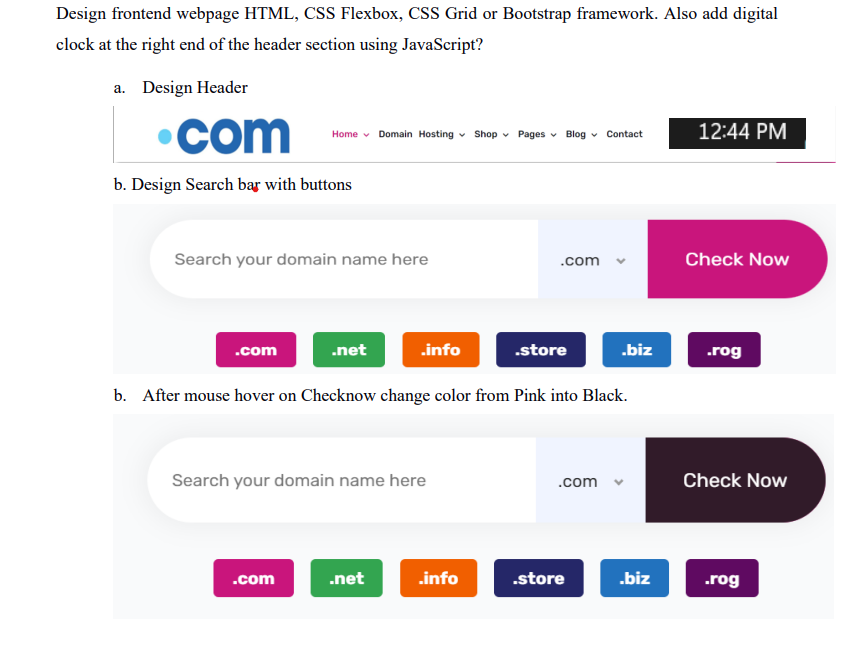 Design frontend webpage HTML, CSS Flexbox, CSS Grid or Bootstrap framework. Also add digital
clock at the right end of the header section using JavaScript?
a. Design Header
.com Home Domain Hosting Shop Pages Blog Contact 12:44 PM
b. Design Search bar with buttons
Search your domain name here .com Check Now
.com .net .info .store .biz .rog
b. After mouse hover on Checknow change color from Pink into Black.
Search your domain name here .com Check Now
.com .net .info .store .biz .rog